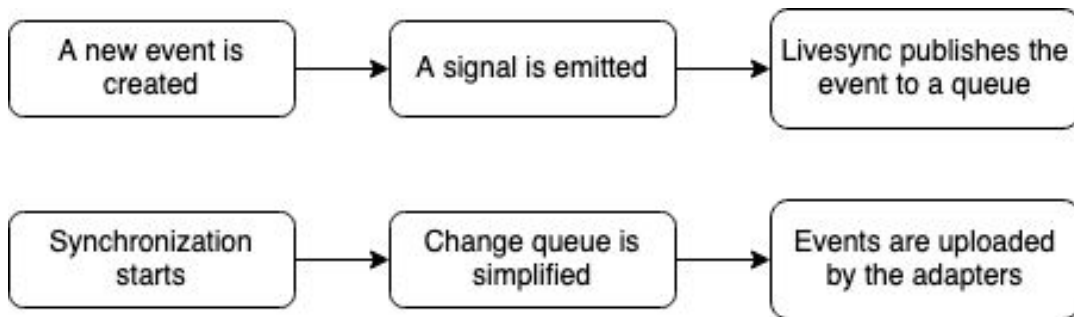 A new event is
created
A signal is emitted
Livesync publishes the
event to a queue
Synchronization
starts
Change queue is
simplified
Events are uploaded
by the adapters